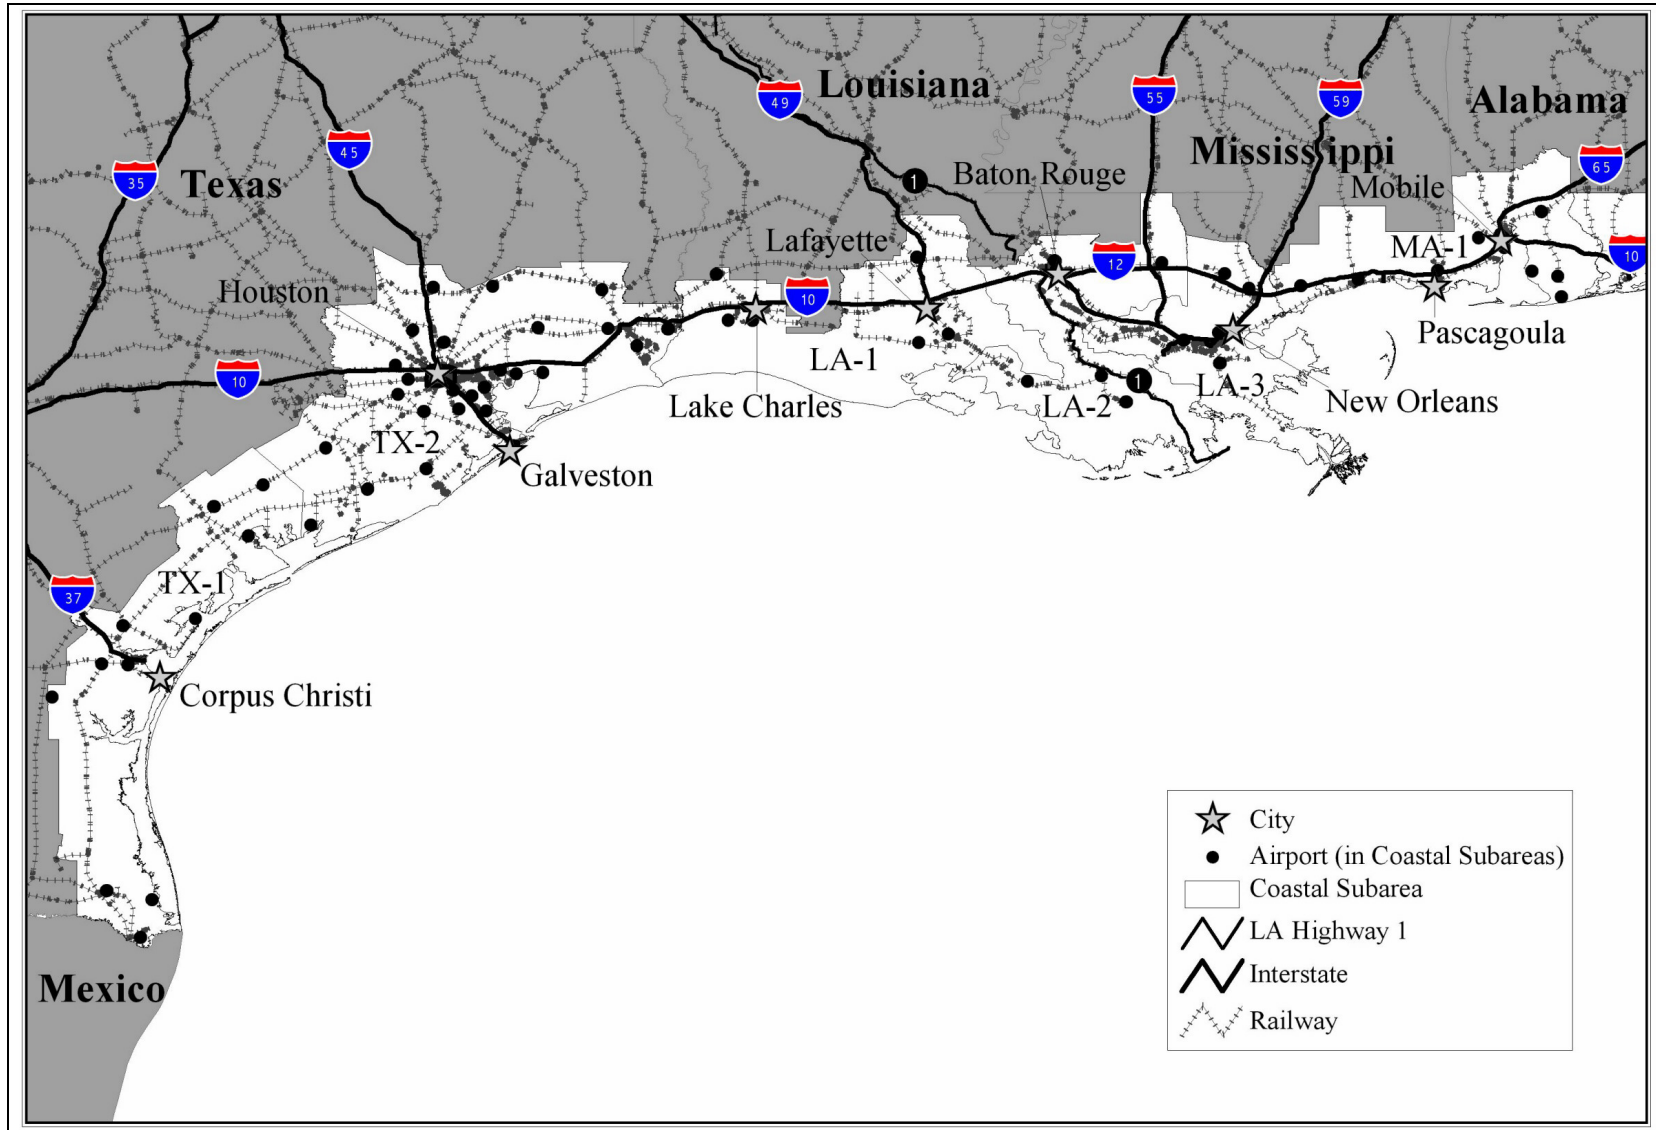 49
Louisiana
55
59
Alabama
45
35
Texas
Mississippi
65
1
Baton Rouge
Mobile
Lafayette
MA-1
12
10
Houston
10
Pascagoula
LA-1
10
Lake Charles
LA-2
1
LA-3
New Orleans
TX-2
Galveston
TX-1
37
Corpus Christi
City
Airport (in Coastal Subareas)
Coastal Subarea
LA Highway 1
Interstate
Railway
Mexico